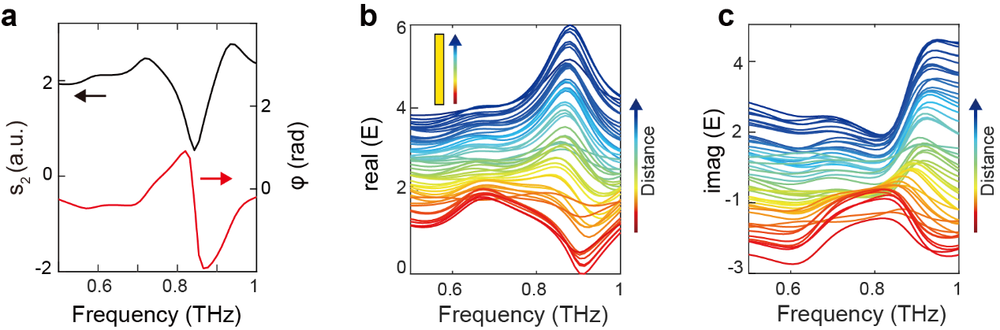 a
s₂(a.u.)
2
0
-2
2
0
φ (rad)
0.6
0.8
1
Frequency (THz)
b
real (E)
6
4
2
0
0.6
0.8
1
Frequency (THz)
Distance
c
imag (E)
4
2
-1
-3
0.6
0.8
1
Frequency (THz)
Distance